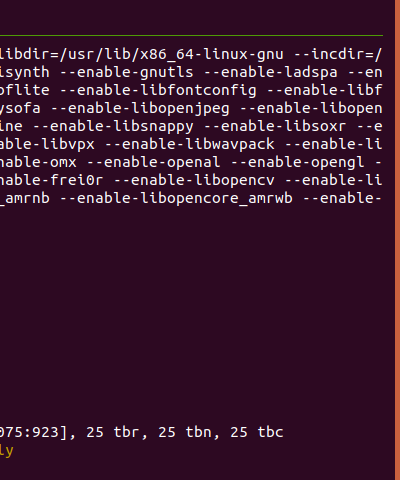 libdir=/usr/lib/x86_64-linux-gnu --incdir=/
isynth --enable-gnutls --enable-ladspa --en
oflite --enable-libfontconfig --enable-libf
ysofa --enable-libopenjpeg --enable-libopen
ine --enable-libsnappy --enable-libsoxr --e
able-libvpx --enable-libwavpack --enable-li
nable-omx --enable-openal --enable-opengl -
nable-frei0r --enable-libopencv --enable-li
_amrnb --enable-libopencore_amrwb --enable-
075:923], 25 tbr, 25 tbn, 25 tbc
ly